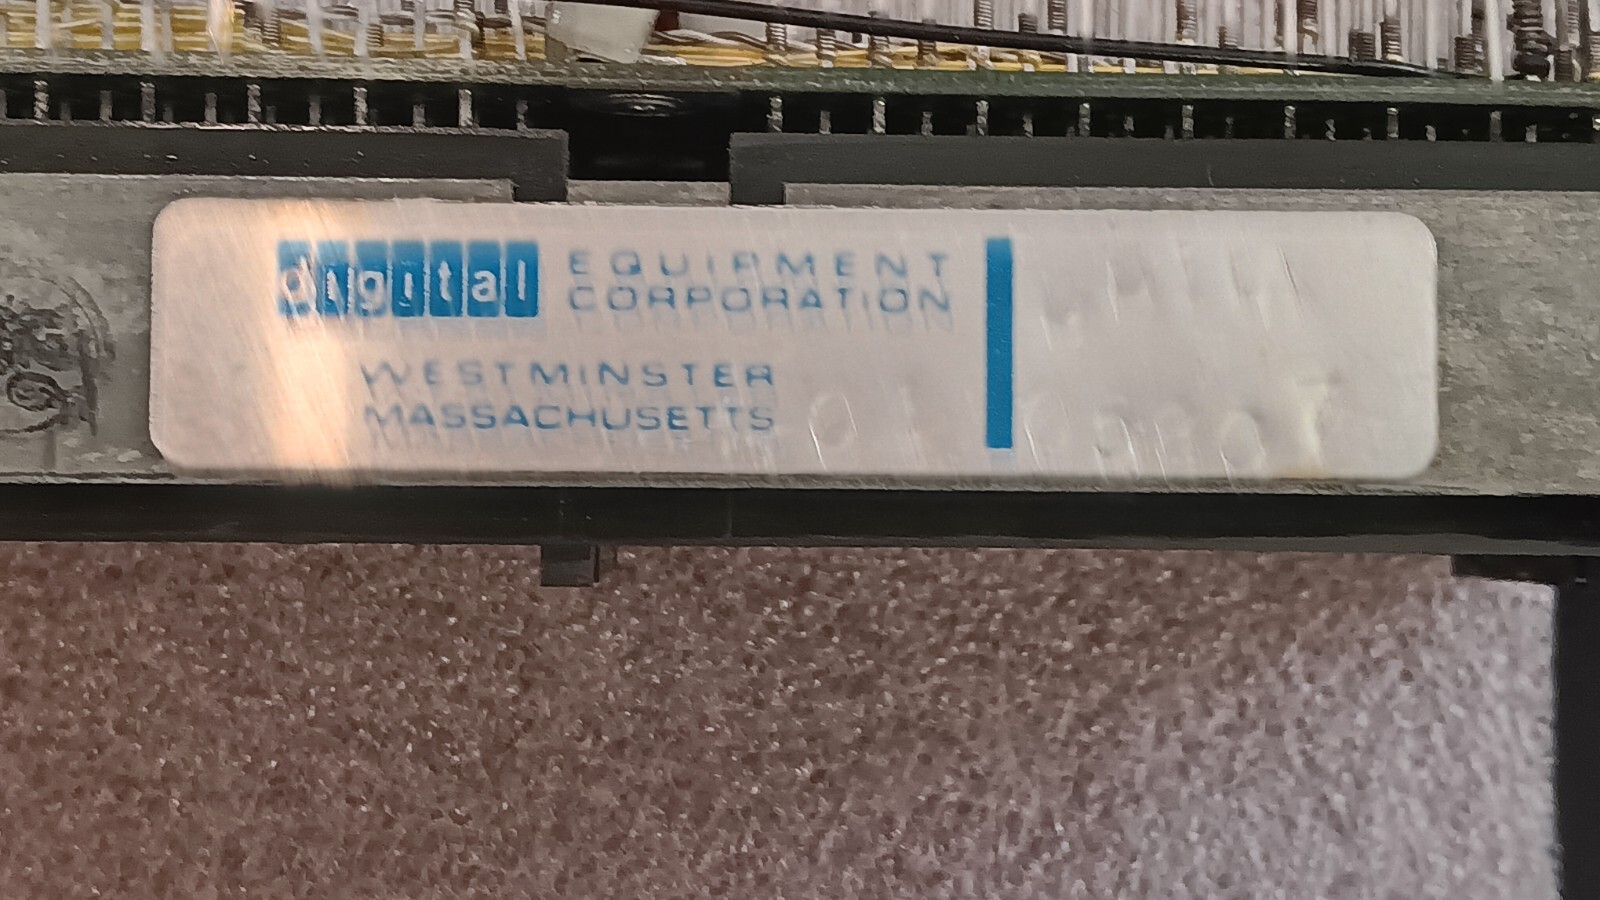 digital EQUIPMENT
CORPORATION
WESTMINSTER
MASSACHUSETTS